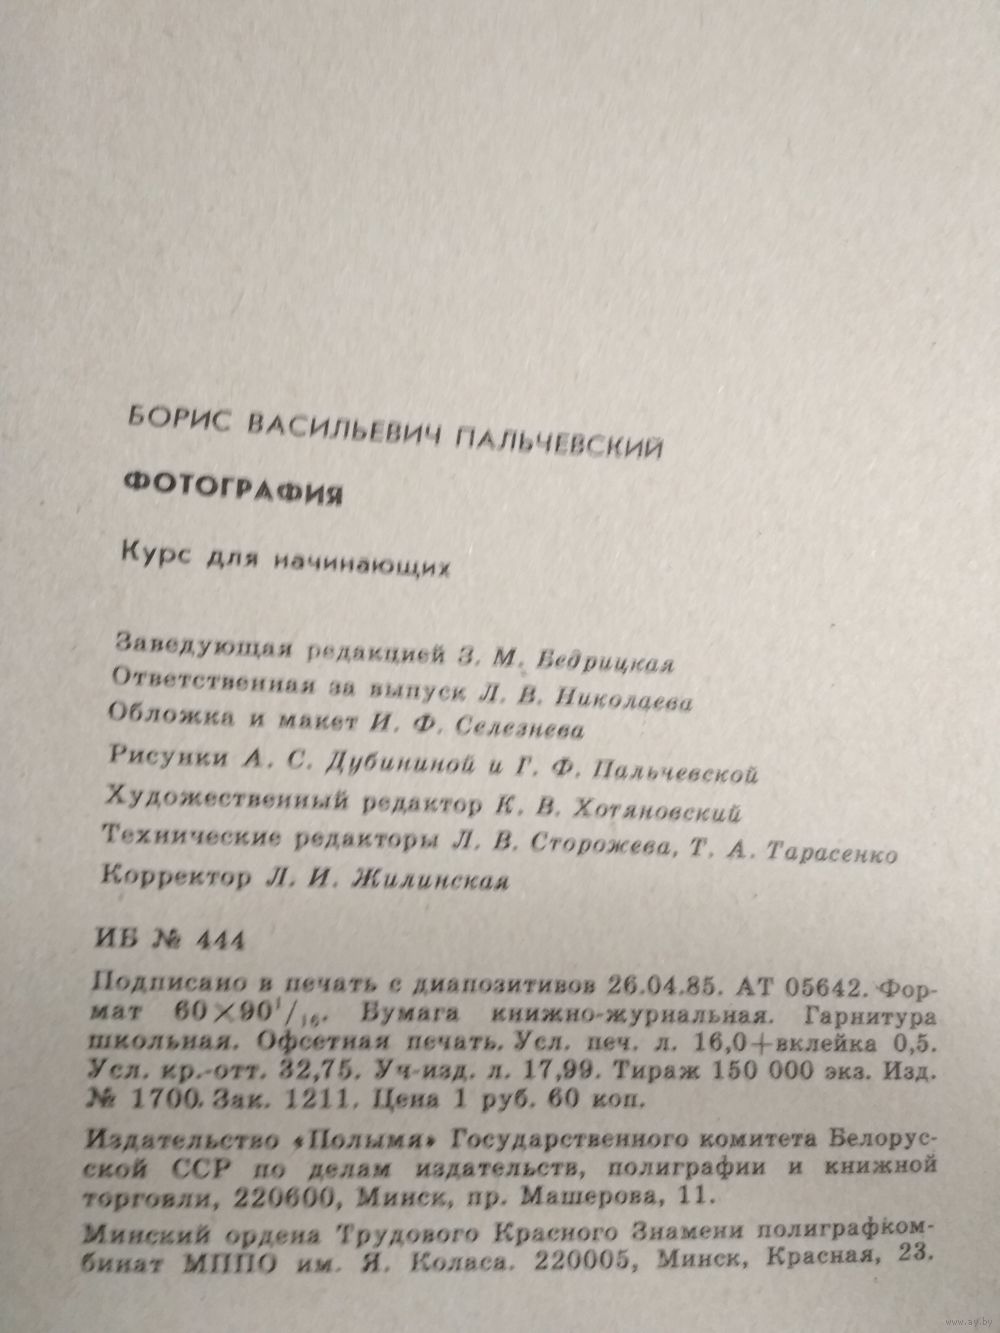 БОРИС ВАСИЛЬЕВИЧ ПАЛЬЧЕВСКИЙ
ФОТОГРАФИЯ
Курс для начинающих
Заведующая редакцией З. М. Бедрицкая
Ответственная за выпуск Л. В. Николаева
Обложка и макет И. Ф. Селезнева
Рисунки А. С. Дубининой и Г. Ф. Пальчевской
Художественный редактор К. В. Хотяновский
Технические редакторы Л. В. Сторожева, Т. А. Тарасенко
Корректор Л. И. Жилинская
ИБ № 444
Подписано в печать с диапозитивов 26.04.85. АТ 05642. Фор-
мат 60×90¹/₁₆. Бумага книжно-журнальная. Гарнитура
школьная. Офсетная печать. Усл. печ. л. 16,0+вклейка 0,5.
Усл. кр.-отт. 32,75. Уч-изд. л. 17,99. Тираж 150 000 экз. Изд.
№ 1700. Зак. 1211. Цена 1 руб. 60 коп.
Издательство «Полымя» Государственного комитета Белорус-
ской ССР по делам издательств, полиграфии и книжной
торговли, 220600, Минск, пр. Машерова, 11.
Минский ордена Трудового Красного Знамени полиграфком-
бинат МППО им. Я. Коласа. 220005, Минск, Красная, 23.
www.ay.by